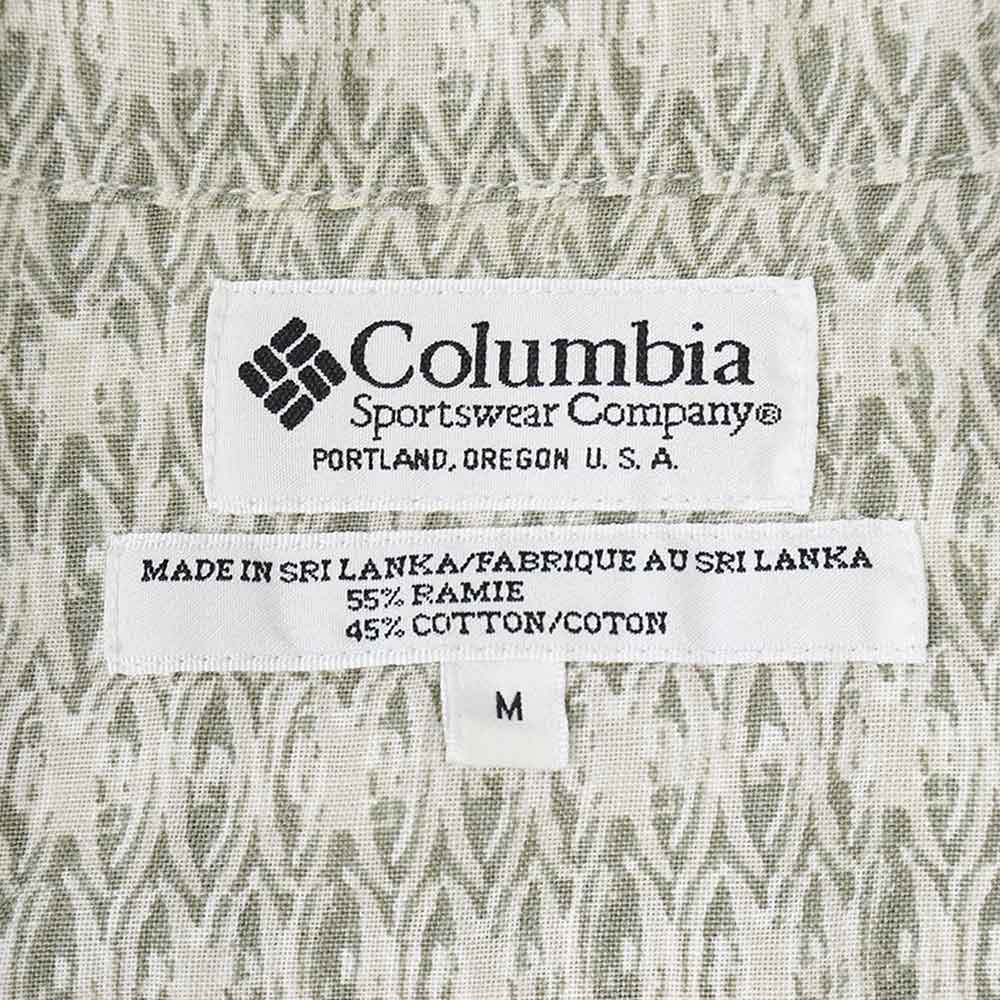 Columbia
Sportswear Company®
PORTLAND, OREGON U. S. A.
MADE IN SRI LANKA/FABRIQUE AU SRI LANKA
55% RAMIE
45% COTTON/COTON
M